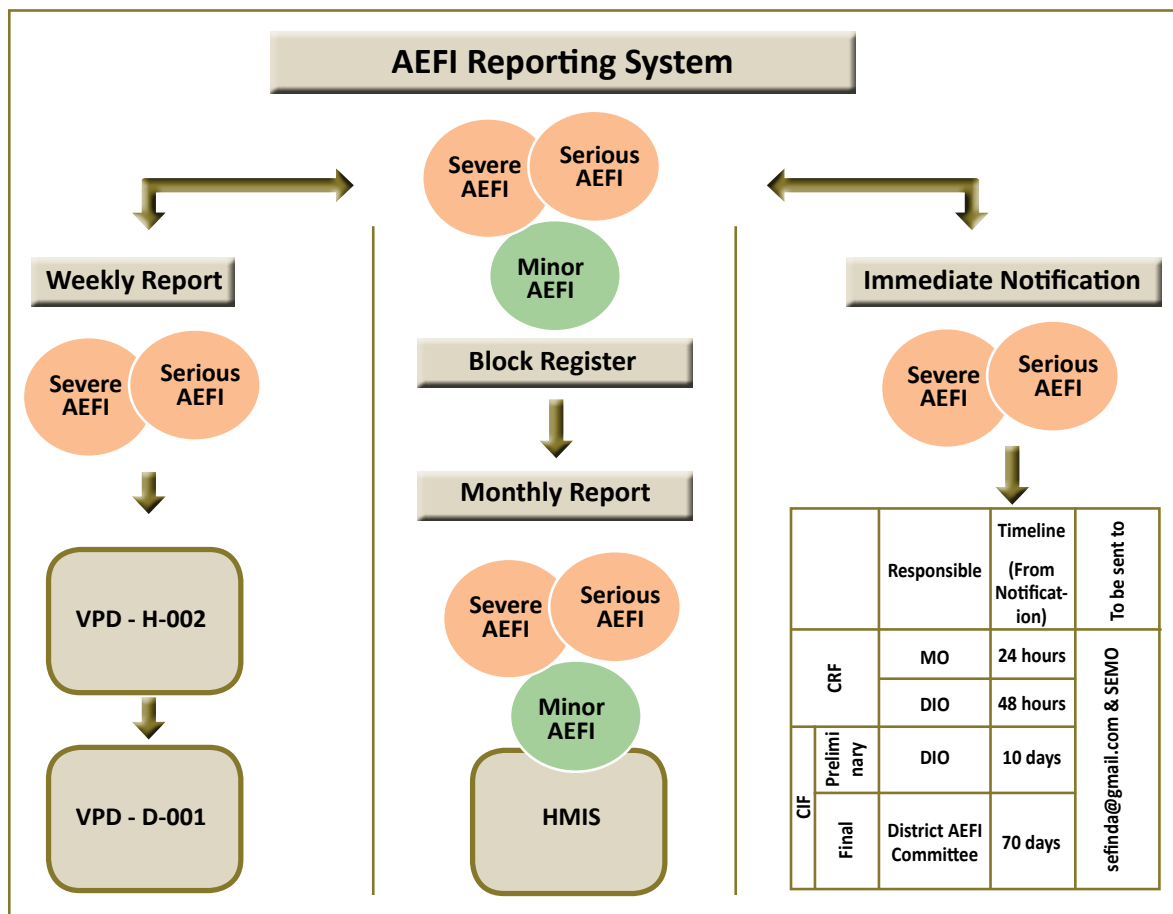 AEFI Reporting System
Severe
AEFI
Serious
AEFI
Minor
AEFI
Weekly Report
Severe
AEFI
Serious
AEFI
VPD - H-002
VPD - D-001
Block Register
Monthly Report
Severe
AEFI
Serious
AEFI
Minor
AEFI
HMIS
Immediate Notification
Severe
AEFI
Serious
AEFI
Responsible
Timeline
(From
Notificat-
ion)
To be sent to
CRF
MO
24 hours
DIO
48 hours
CIF
Prelimi
nary
DIO
10 days
Final
District AEFI
Committee
70 days
sefinda@gmail.com & SEMO